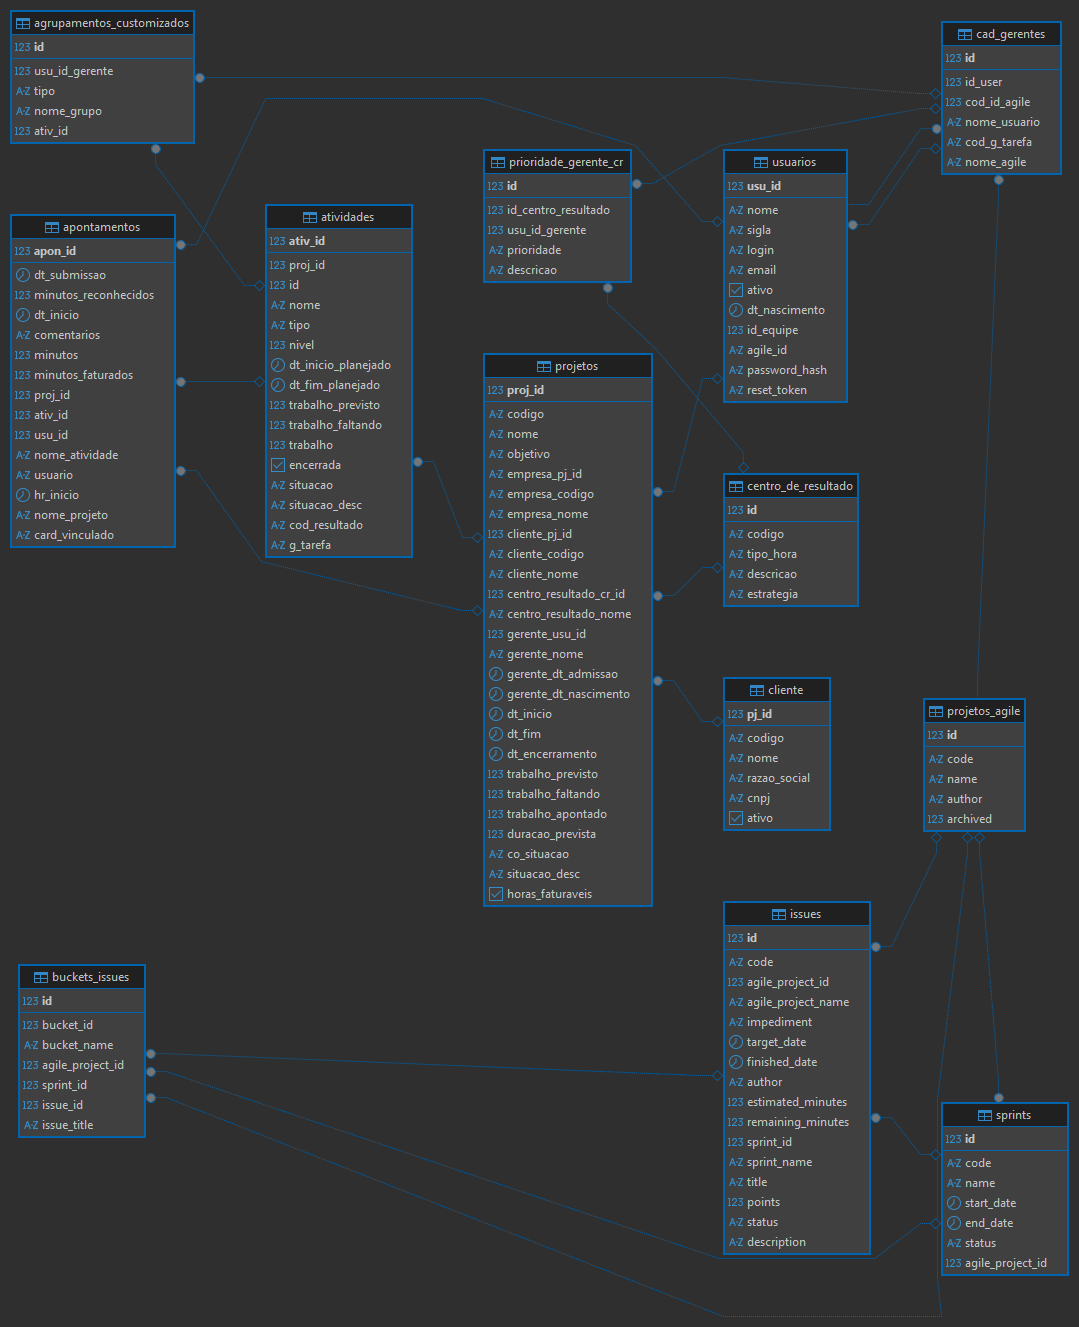 agrupamentos_customizados
123 id
123 usu_id_gerente
A-Z tipo
A-Z nome_grupo
123 ativ_id
cad_gerentes
123 id
123 id_user
123 cod_id_agile
A-Z nome_usuario
A-Z cod_g_tarefa
A-Z nome_agile
prioridade_gerente_cr
123 id
123 id_centro_resultado
123 usu_id_gerente
A-Z prioridade
A-Z descricao
usuarios
123 usu_id
A-Z nome
A-Z sigla
A-Z login
A-Z email
ativo
dt_nascimento
123 id_equipe
A-Z agile_id
A-Z password_hash
A-Z reset_token
apontamentos
123 apon_id
dt_submissao
123 minutos_reconhecidos
dt_inicio
A-Z comentarios
123 minutos
123 minutos_faturados
123 proj_id
123 ativ_id
123 usu_id
A-Z nome_atividade
A-Z usuario
hr_inicio
A-Z nome_projeto
A-Z card_vinculado
atividades
123 ativ_id
123 proj_id
123 id
A-Z nome
A-Z tipo
123 nivel
dt_inicio_planejado
dt_fim_planejado
123 trabalho_previsto
123 trabalho_faltando
123 trabalho
encerrada
A-Z situacao
A-Z situacao_desc
A-Z cod_resultado
A-Z g_tarefa
projetos
123 proj_id
A-Z codigo
A-Z nome
A-Z objetivo
A-Z empresa_pj_id
A-Z empresa_codigo
A-Z empresa_nome
123 cliente_pj_id
A-Z cliente_codigo
A-Z cliente_nome
123 centro_resultado_cr_id
A-Z centro_resultado_nome
123 gerente_usu_id
A-Z gerente_nome
gerente_dt_admissao
gerente_dt_nascimento
dt_inicio
dt_fim
dt_encerramento
123 trabalho_previsto
123 trabalho_faltando
123 trabalho_apontado
123 duracao_prevista
A-Z co_situacao
A-Z situacao_desc
horas_faturaveis
centro_de_resultado
123 id
A-Z codigo
A-Z tipo_hora
A-Z descricao
A-Z estrategia
cliente
123 pj_id
A-Z codigo
A-Z nome
A-Z razao_social
A-Z cnpj
ativo
projetos_agile
123 id
A-Z code
A-Z name
A-Z author
123 archived
issues
123 id
A-Z code
123 agile_project_id
A-Z agile_project_name
A-Z impediment
target_date
finished_date
A-Z author
123 estimated_minutes
123 remaining_minutes
123 sprint_id
A-Z sprint_name
A-Z title
123 points
A-Z status
A-Z description
buckets_issues
123 id
123 bucket_id
A-Z bucket_name
123 agile_project_id
123 sprint_id
123 issue_id
A-Z issue_title
sprints
123 id
A-Z code
A-Z name
start_date
end_date
A-Z status
123 agile_project_id